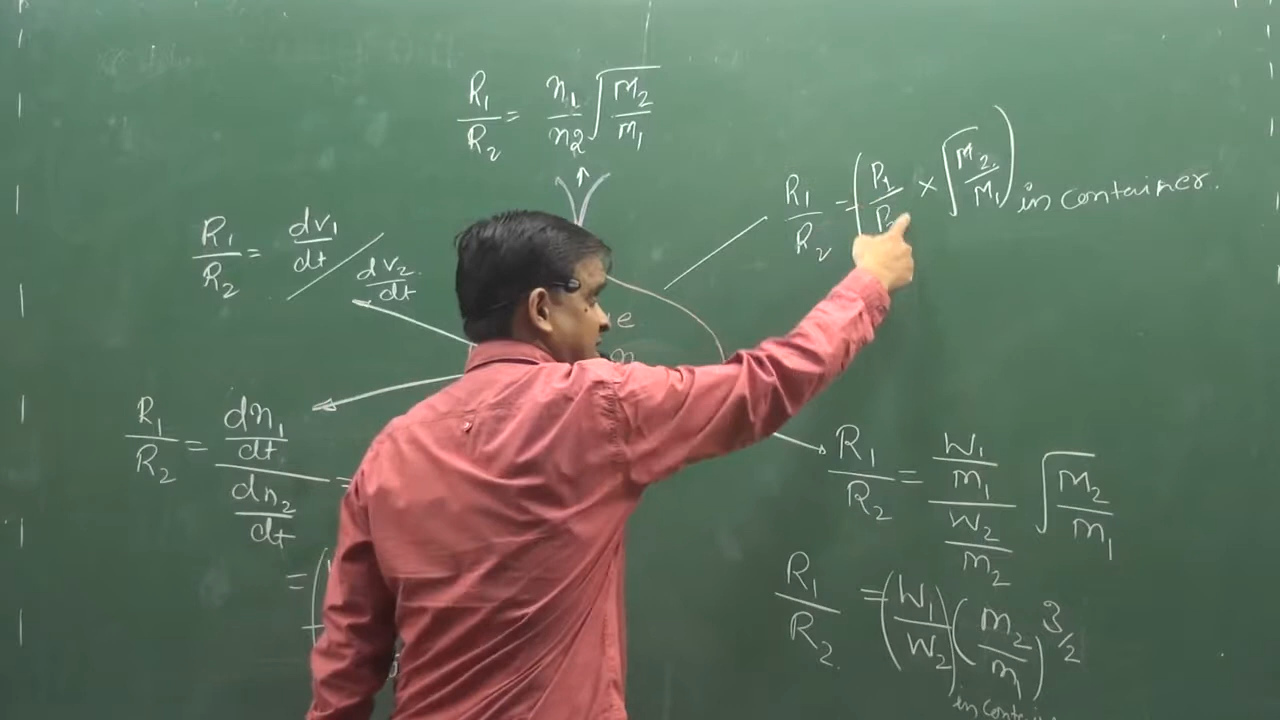 R₁/R₂ = n₁/n₂ √(M₂/M₁)
R₁/R₂ = (P₁/P × √(M₂/M₁)) in container.
R₁/R₂ = dv₁/dt / dv₂/dt
e
R₁/R₂ = (dn₁/dt)/(dn₂/dt) =
= (
R₁/R₂ = (W₁/m₁)/(W₂/m₂) √(M₂/m₁)
R₁/R₂ = (W₁/W₂)(m₂/m₁)^3/2
in contain